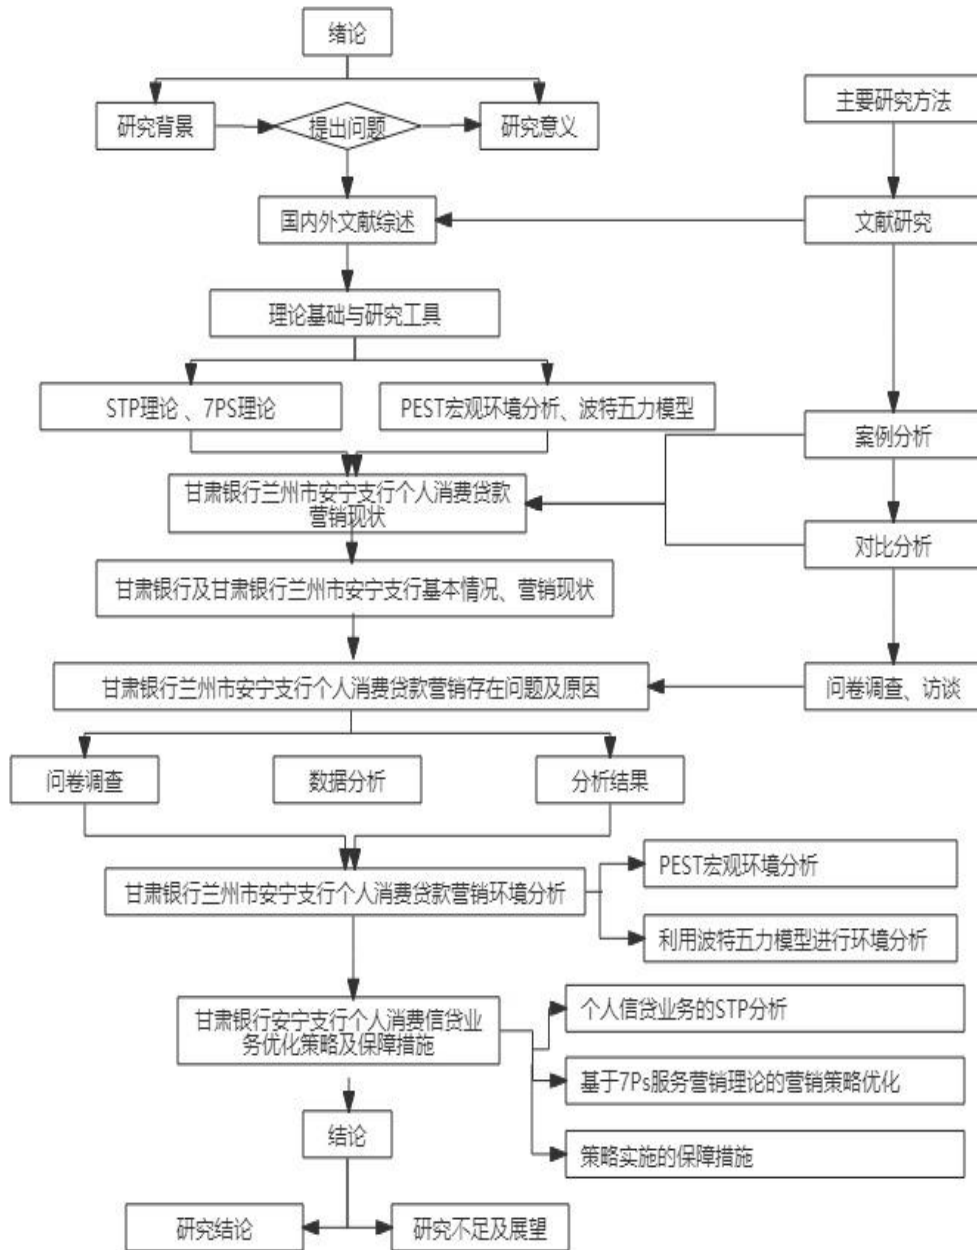 绪论
主要研究方法
研究背景
提出问题
研究意义
国内外文献综述
文献研究
理论基础与研究工具
STP理论 、7PS理论
PEST宏观环境分析、波特五力模型
案例分析
甘肃银行兰州市安宁支行个人消费贷款
营销现状
对比分析
甘肃银行及甘肃银行兰州市安宁支行基本情况、营销现状
甘肃银行兰州市安宁支行个人消费贷款营销存在问题及原因
问卷调查、访谈
问卷调查
数据分析
分析结果
PEST宏观环境分析
甘肃银行兰州市安宁支行个人消费贷款营销环境分析
利用波特五力模型进行环境分析
个人信贷业务的STP分析
甘肃银行安宁支行个人消费信贷业
务优化策略及保障措施
基于7Ps服务营销理论的营销策略优化
结论
策略实施的保障措施
研究结论
研究不足及展望